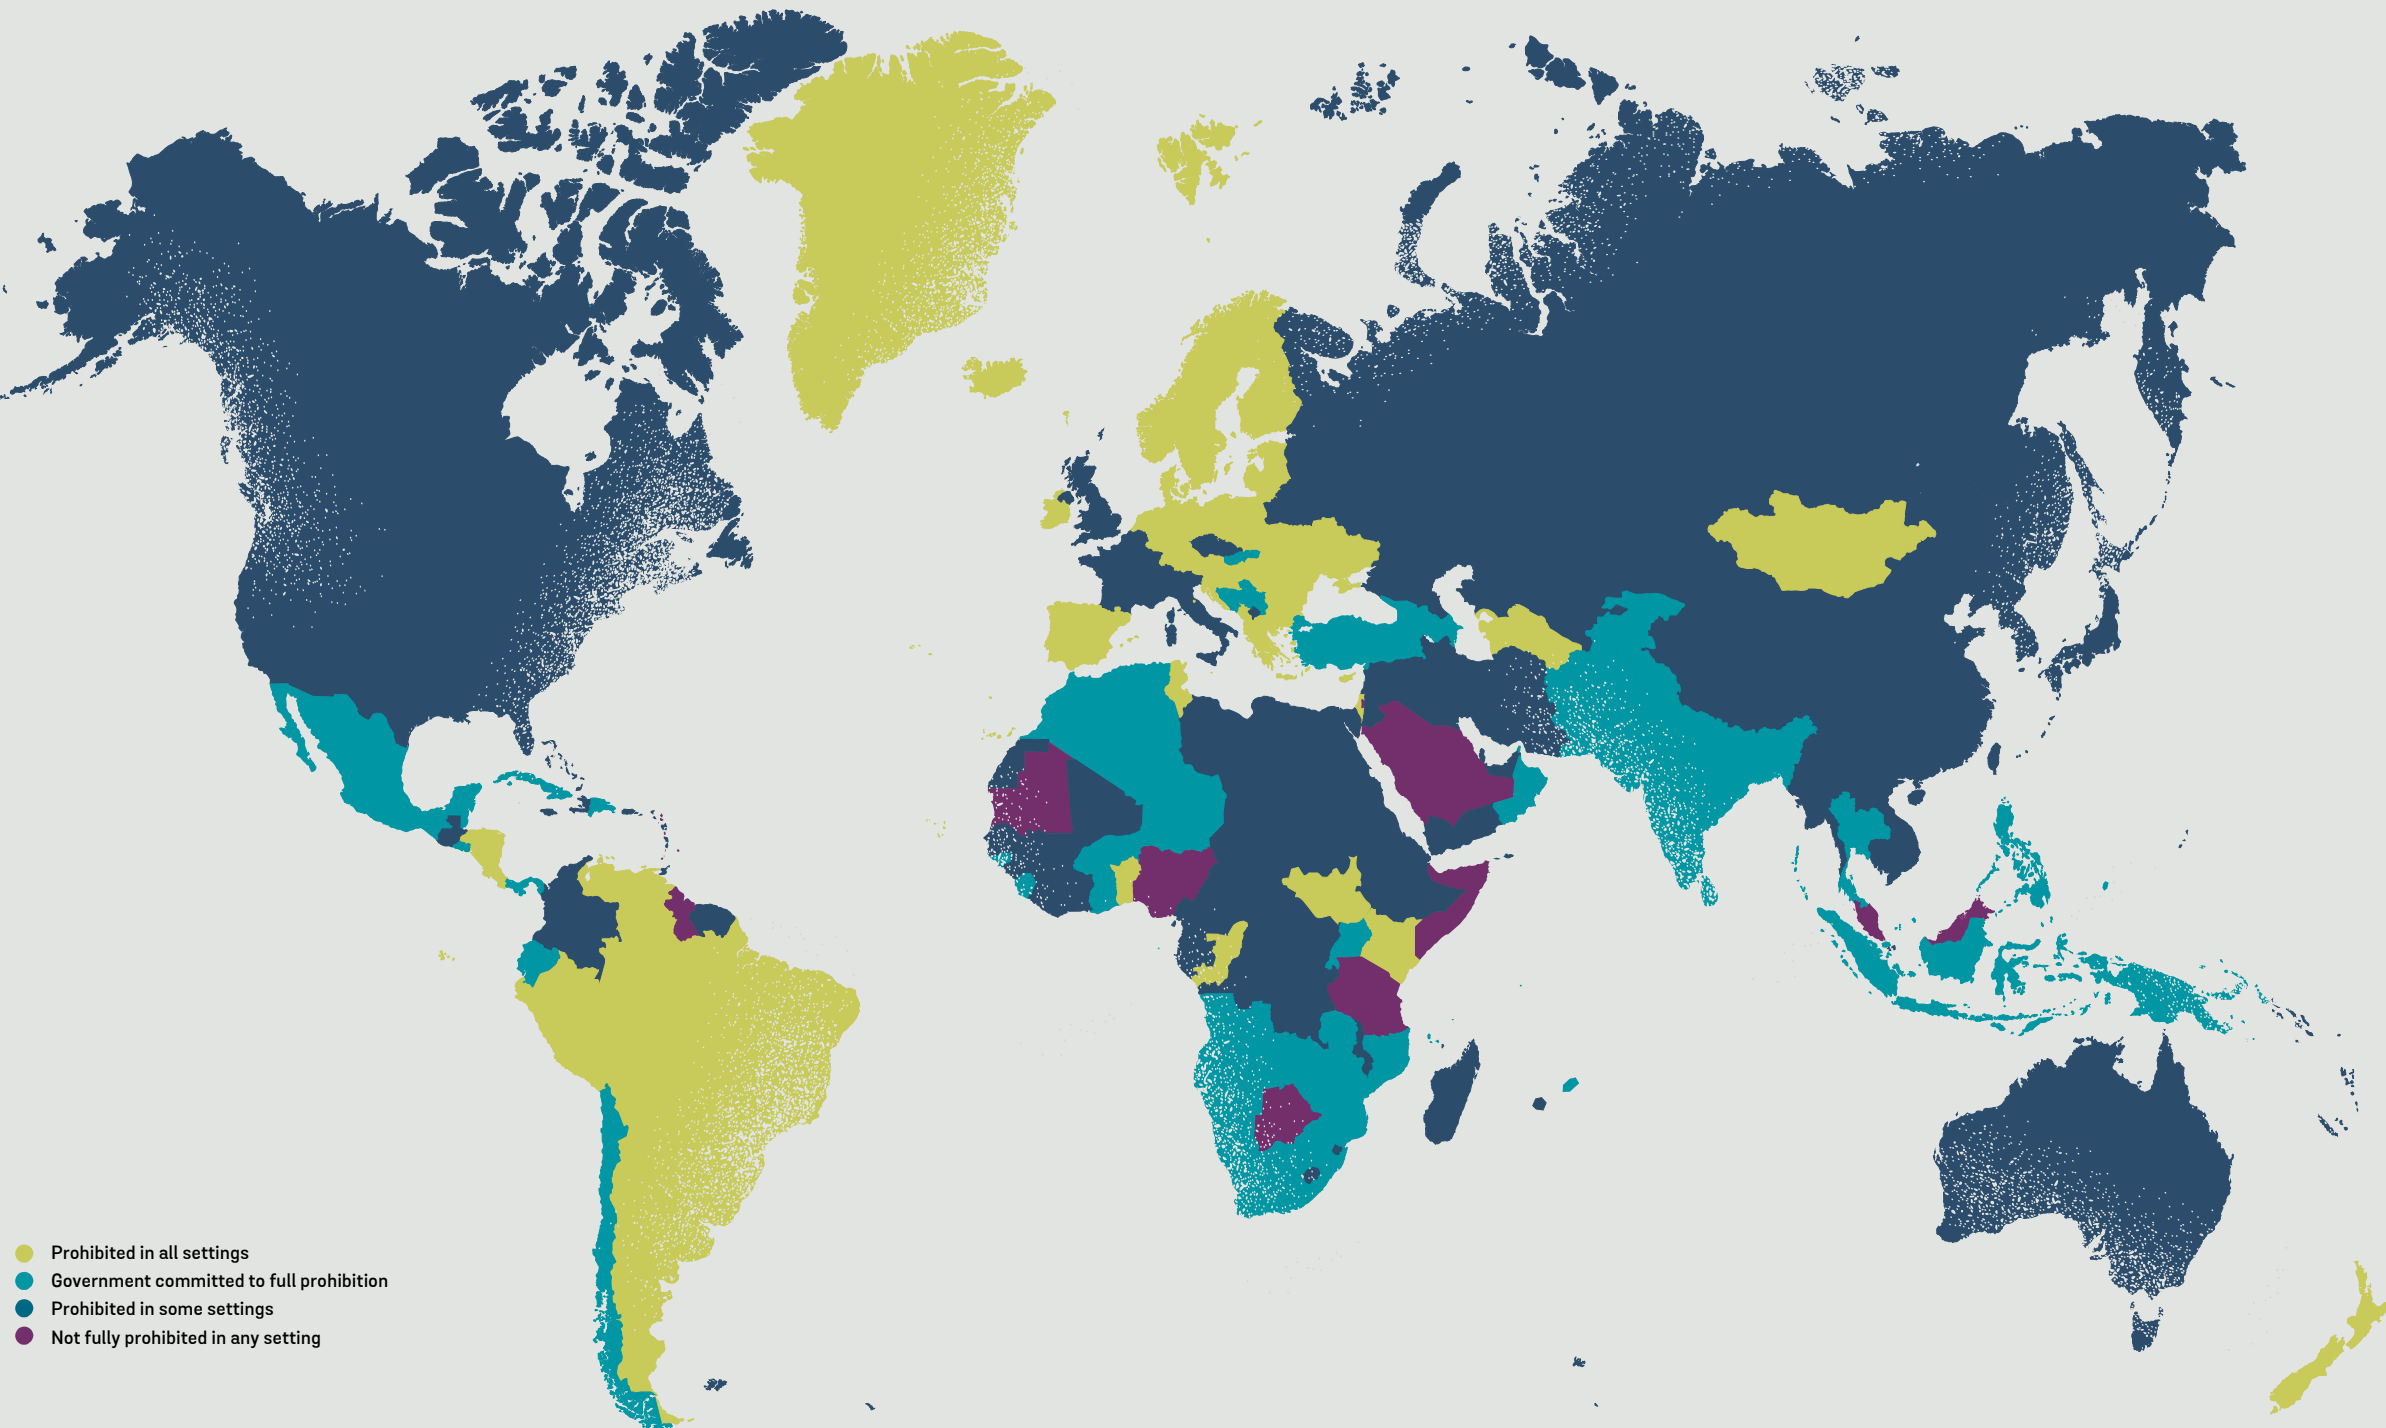 Prohibited in all settings
Government committed to full prohibition
Prohibited in some settings
Not fully prohibited in any setting